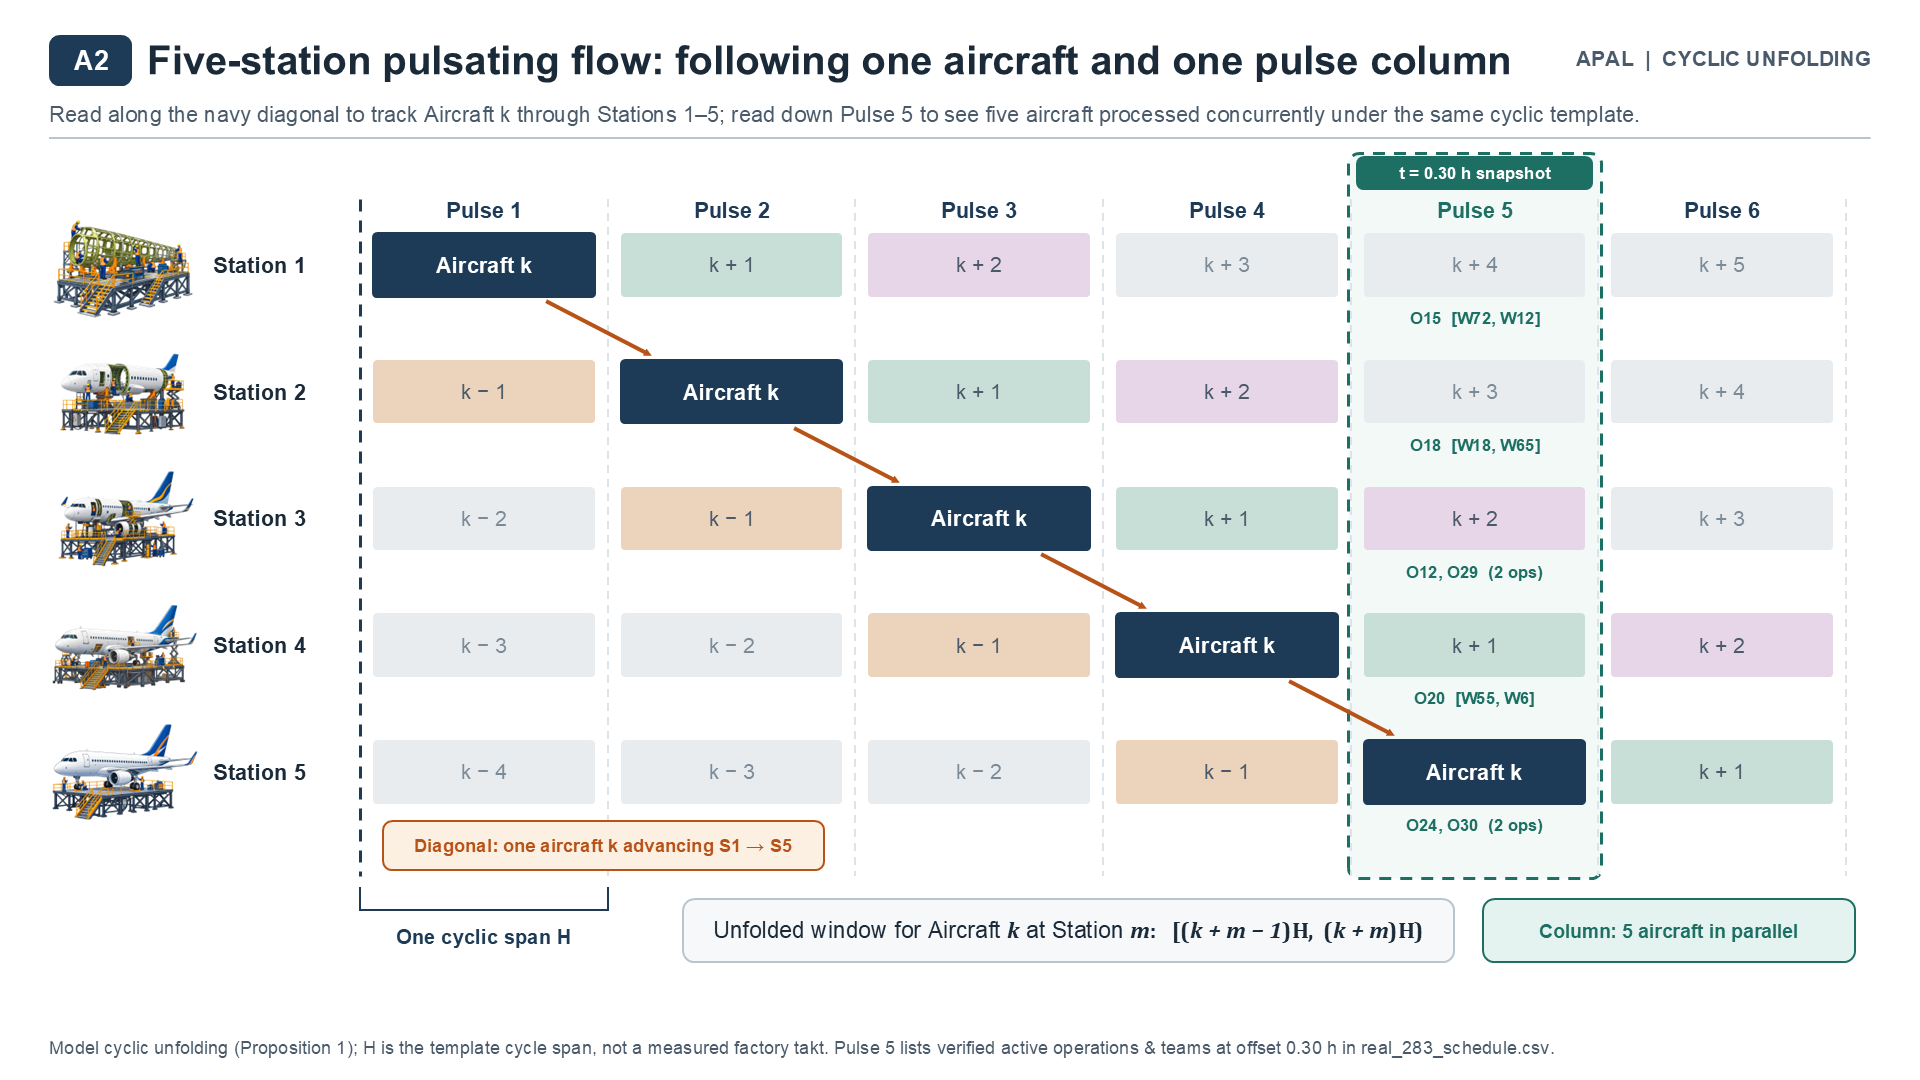 A2
Five-station pulsating flow: following one aircraft and one pulse column
APAL | CYCLIC UNFOLDING
Read along the navy diagonal to track Aircraft k through Stations 1–5; read down Pulse 5 to see five aircraft processed concurrently under the same cyclic template.
t = 0.30 h snapshot
Pulse 1
Pulse 2
Pulse 3
Pulse 4
Pulse 5
Pulse 6
Station 1
Aircraft k
k + 1
k + 2
k + 3
k + 4
k + 5
O15 [W72, W12]
Station 2
k − 1
Aircraft k
k + 1
k + 2
k + 3
k + 4
O18 [W18, W65]
Station 3
k − 2
k − 1
Aircraft k
k + 1
k + 2
k + 3
O12, O29 (2 ops)
Station 4
k − 3
k − 2
k − 1
Aircraft k
k + 1
k + 2
O20 [W55, W6]
Station 5
k − 4
k − 3
k − 2
k − 1
Aircraft k
k + 1
O24, O30 (2 ops)
Diagonal: one aircraft k advancing S1 → S5
One cyclic span H
Unfolded window for Aircraft k at Station m: [(k + m − 1)H, (k + m)H)
Column: 5 aircraft in parallel
Model cyclic unfolding (Proposition 1); H is the template cycle span, not a measured factory takt. Pulse 5 lists verified active operations & teams at offset 0.30 h in real_283_schedule.csv.